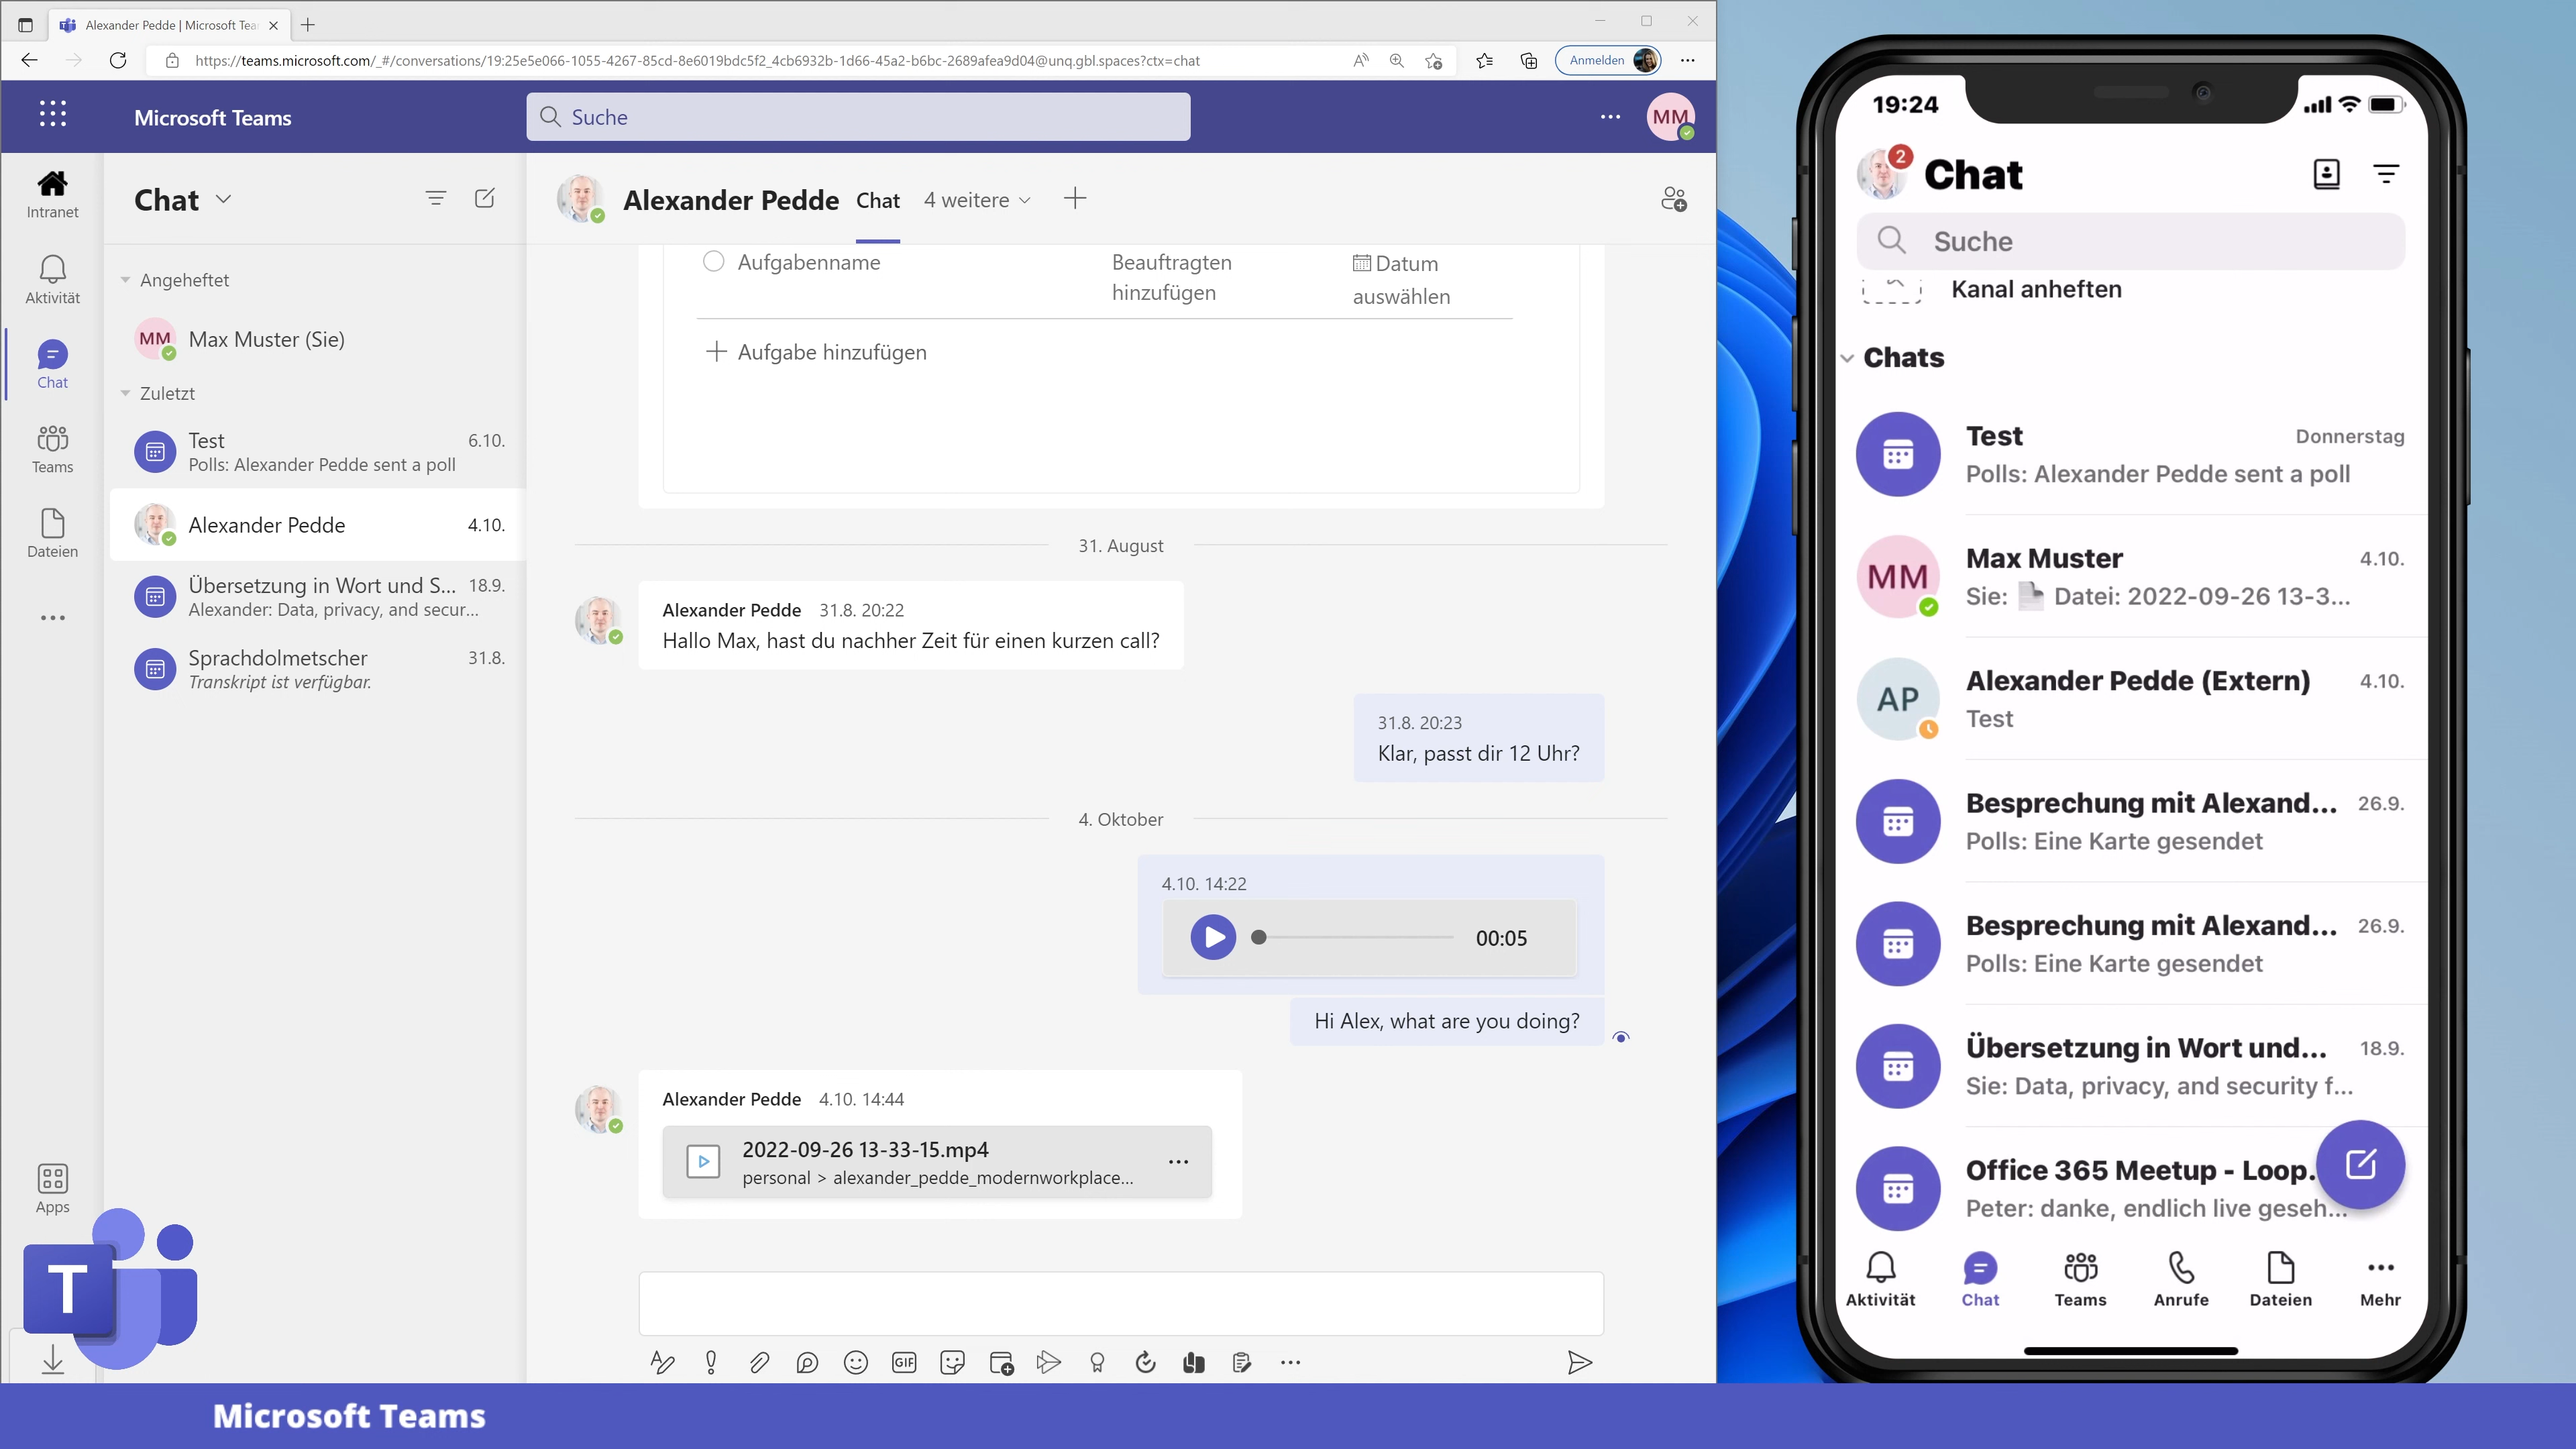 Alexander Pedde | Microsoft Tea
https://teams.microsoft.com/_#/conversations/19:25e5e066-1055-4267-85cd-8e6019bdc5f2_4cb6932b-1d66-45a2-b6bc-2689afea9d04@unq.gbl.spaces?ctx=chat
Anmelden
Microsoft Teams
Suche
MM
Intranet
Aktivität
Chat
Teams
Dateien
Apps
Chat
Angeheftet
MM
Max Muster (Sie)
Zuletzt
Test 6.10.
Polls: Alexander Pedde sent a poll
Alexander Pedde 4.10.
Übersetzung in Wort und S... 18.9.
Alexander: Data, privacy, and secur...
Sprachdolmetscher 31.8.
Transkript ist verfügbar.
Alexander Pedde Chat 4 weitere
Aufgabenname
Beauftragten
hinzufügen
Datum
auswählen
Aufgabe hinzufügen
31. August
Alexander Pedde 31.8. 20:22
Hallo Max, hast du nachher Zeit für einen kurzen call?
31.8. 20:23
Klar, passt dir 12 Uhr?
4. Oktober
4.10. 14:22
00:05
Hi Alex, what are you doing?
Alexander Pedde 4.10. 14:44
2022-09-26 13-33-15.mp4
personal > alexander_pedde_modernworkplace...
GIF
T
Microsoft Teams
19:24
2
Chat
Suche
Kanal anheften
Chats
Test Donnerstag
Polls: Alexander Pedde sent a poll
MM
Max Muster 4.10.
Sie: Datei: 2022-09-26 13-3...
AP
Alexander Pedde (Extern) 4.10.
Test
Besprechung mit Alexand... 26.9.
Polls: Eine Karte gesendet
Besprechung mit Alexand... 26.9.
Polls: Eine Karte gesendet
Übersetzung in Wort und... 18.9.
Sie: Data, privacy, and security f...
Office 365 Meetup - Loop.
Peter: danke, endlich live geseh...
Aktivität Chat Teams Anrufe Dateien Mehr